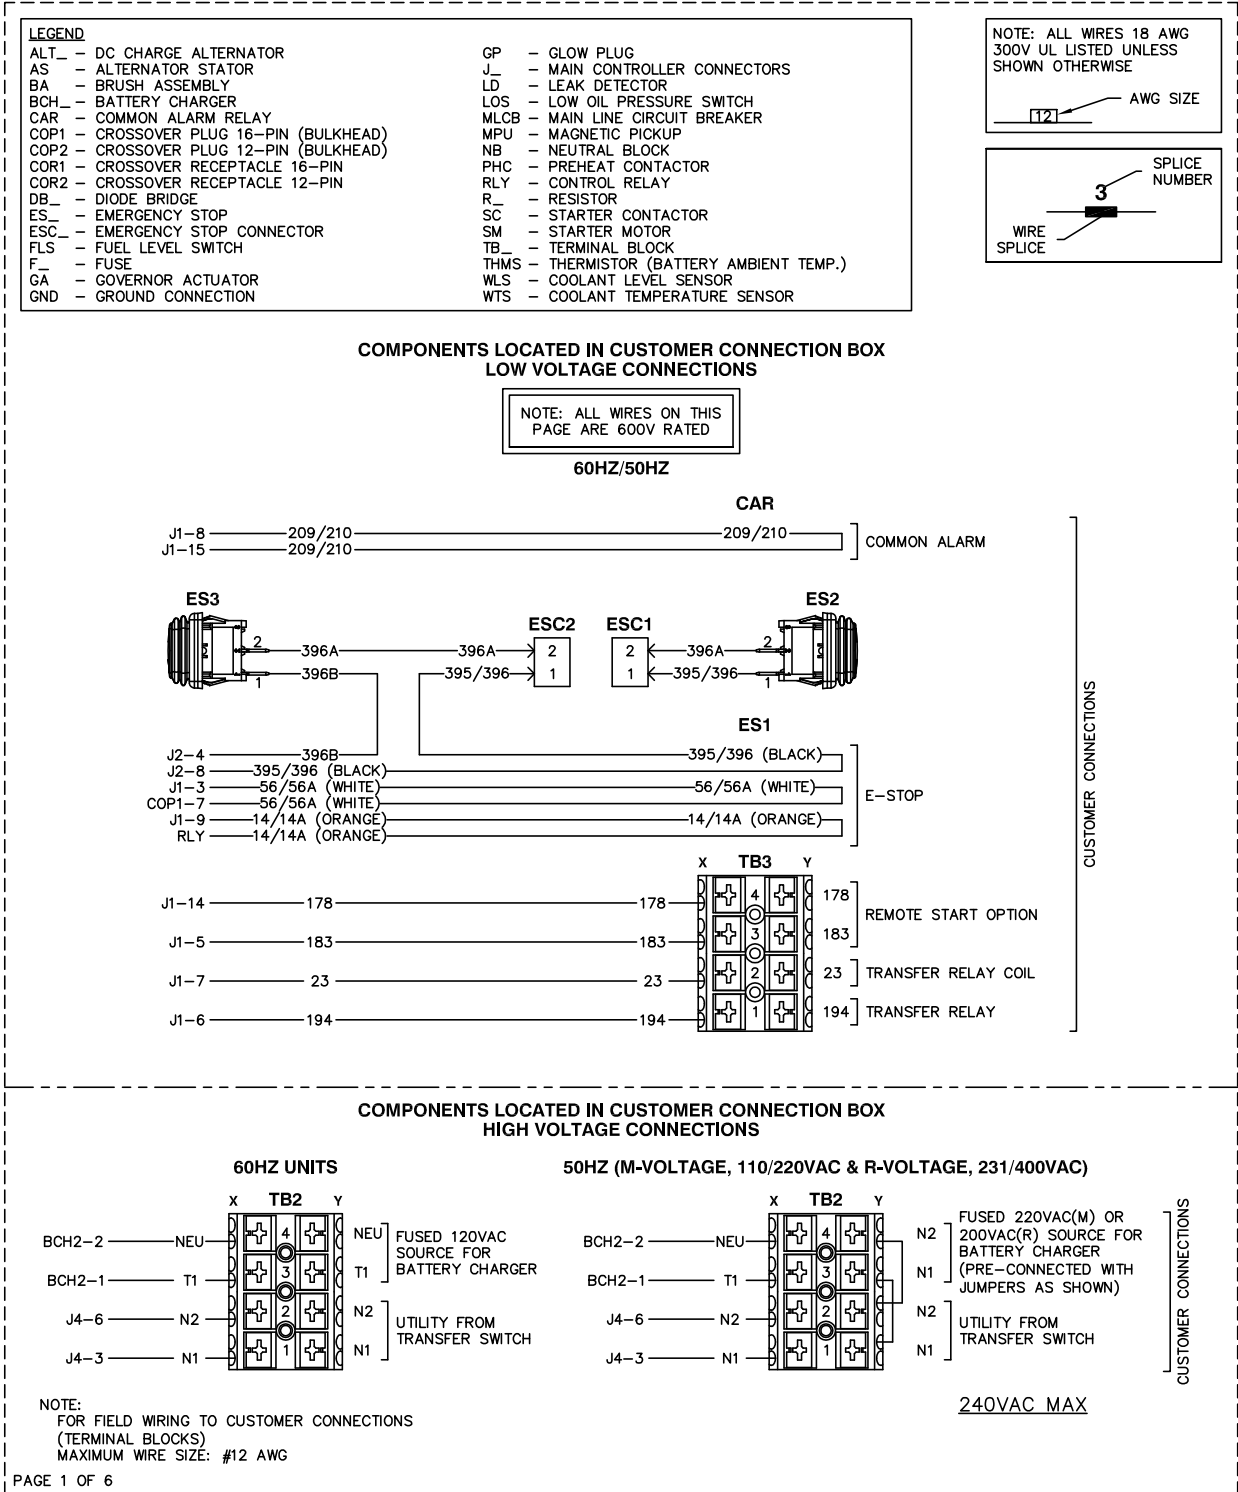 LEGEND
ALT_ – DC CHARGE ALTERNATOR
AS – ALTERNATOR STATOR
BA – BRUSH ASSEMBLY
BCH_ – BATTERY CHARGER
CAR – COMMON ALARM RELAY
COP1 – CROSSOVER PLUG 16–PIN (BULKHEAD)
COP2 – CROSSOVER PLUG 12–PIN (BULKHEAD)
COR1 – CROSSOVER RECEPTACLE 16–PIN
COR2 – CROSSOVER RECEPTACLE 12–PIN
DB_ – DIODE BRIDGE
ES_ – EMERGENCY STOP
ESC_ – EMERGENCY STOP CONNECTOR
FLS – FUEL LEVEL SWITCH
F_ – FUSE
GA – GOVERNOR ACTUATOR
GND – GROUND CONNECTION
GP – GLOW PLUG
J_ – MAIN CONTROLLER CONNECTORS
LD – LEAK DETECTOR
LOS – LOW OIL PRESSURE SWITCH
MLCB – MAIN LINE CIRCUIT BREAKER
MPU – MAGNETIC PICKUP
NB – NEUTRAL BLOCK
PHC – PREHEAT CONTACTOR
RLY – CONTROL RELAY
R_ – RESISTOR
SC – STARTER CONTACTOR
SM – STARTER MOTOR
TB_ – TERMINAL BLOCK
THMS – THERMISTOR (BATTERY AMBIENT TEMP.)
WLS – COOLANT LEVEL SENSOR
WTS – COOLANT TEMPERATURE SENSOR
NOTE: ALL WIRES 18 AWG
300V UL LISTED UNLESS
SHOWN OTHERWISE
12 AWG SIZE
SPLICE
NUMBER
3
WIRE
SPLICE
COMPONENTS LOCATED IN CUSTOMER CONNECTION BOX
LOW VOLTAGE CONNECTIONS
NOTE: ALL WIRES ON THIS
PAGE ARE 600V RATED
60HZ/50HZ
CAR
J1–8 209/210 209/210
J1–15 209/210
COMMON ALARM
ES3 ESC2 ESC1 ES2
2 396A 396A 2 2 396A 2
1 396B 395/396 1 1 395/396 1
ES1
J2–4 396B 395/396 (BLACK)
J2–8 395/396 (BLACK)
J1–3 56/56A (WHITE) 56/56A (WHITE)
E–STOP
COP1–7 56/56A (WHITE)
J1–9 14/14A (ORANGE) 14/14A (ORANGE)
RLY 14/14A (ORANGE)
X TB3 Y
J1–14 178 178 4 178
REMOTE START OPTION
J1–5 183 183 3 183
J1–7 23 23 2 23 TRANSFER RELAY COIL
J1–6 194 194 1 194 TRANSFER RELAY
CUSTOMER CONNECTIONS
COMPONENTS LOCATED IN CUSTOMER CONNECTION BOX
HIGH VOLTAGE CONNECTIONS
60HZ UNITS
X TB2 Y
BCH2–2 NEU 4 NEU
BCH2–1 T1 3 T1
FUSED 120VAC
SOURCE FOR
BATTERY CHARGER
J4–6 N2 2 N2
J4–3 N1 1 N1
UTILITY FROM
TRANSFER SWITCH
50HZ (M-VOLTAGE, 110/220VAC & R-VOLTAGE, 231/400VAC)
X TB2 Y
BCH2–2 NEU 4 N2
BCH2–1 T1 3 N1
FUSED 220VAC(M) OR
200VAC(R) SOURCE FOR
BATTERY CHARGER
(PRE–CONNECTED WITH
JUMPERS AS SHOWN)
J4–6 N2 2 N2
J4–3 N1 1 N1
UTILITY FROM
TRANSFER SWITCH
CUSTOMER CONNECTIONS
240VAC MAX
NOTE:
FOR FIELD WIRING TO CUSTOMER CONNECTIONS
(TERMINAL BLOCKS)
MAXIMUM WIRE SIZE: #12 AWG
PAGE 1 OF 6